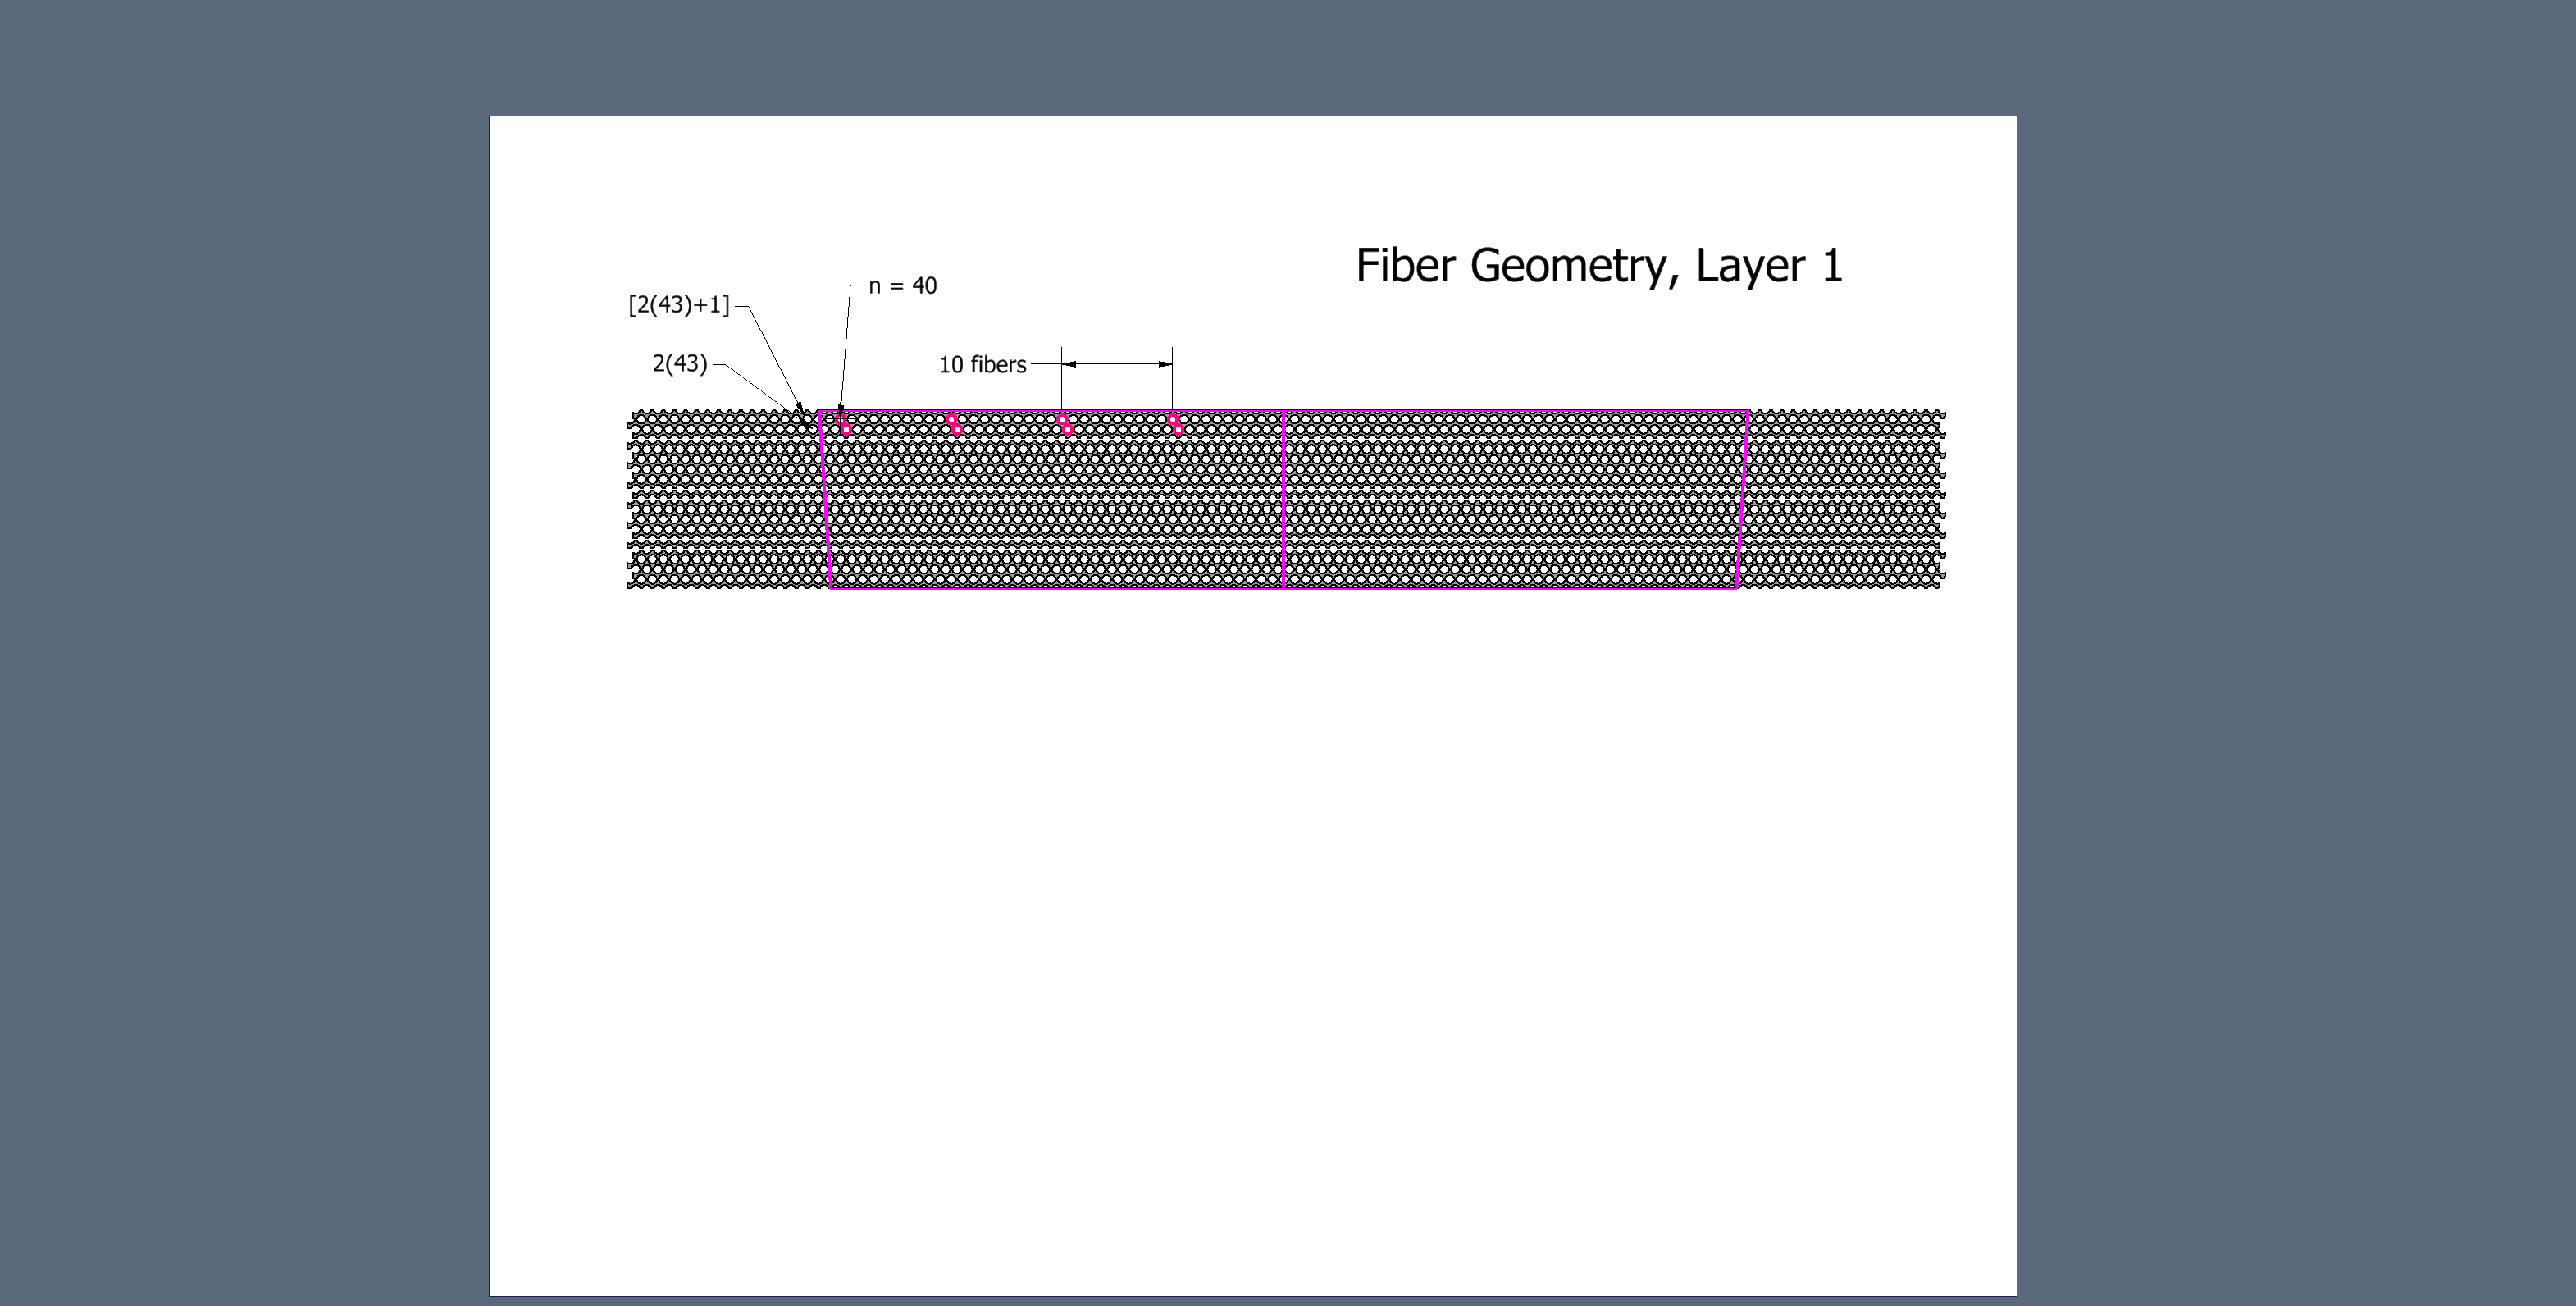 Fiber Geometry, Layer 1
n = 40
[2(43)+1]
2(43)
10 fibers